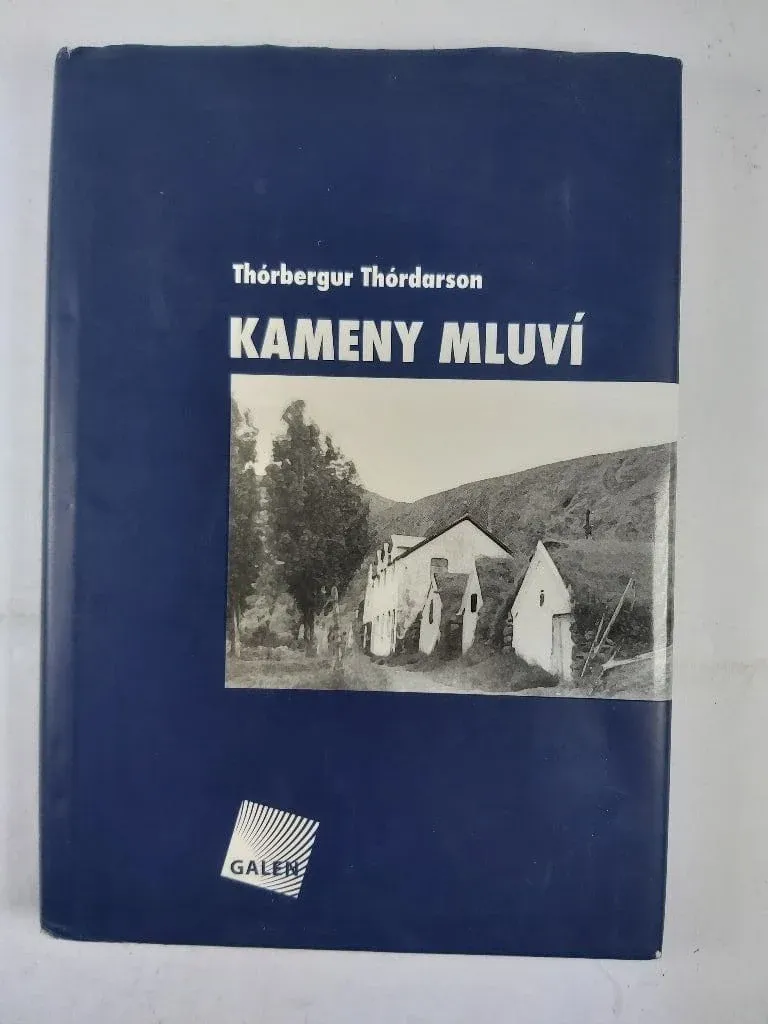 Thórbergur Thórdarson
KAMENY MLUVÍ
GALEN